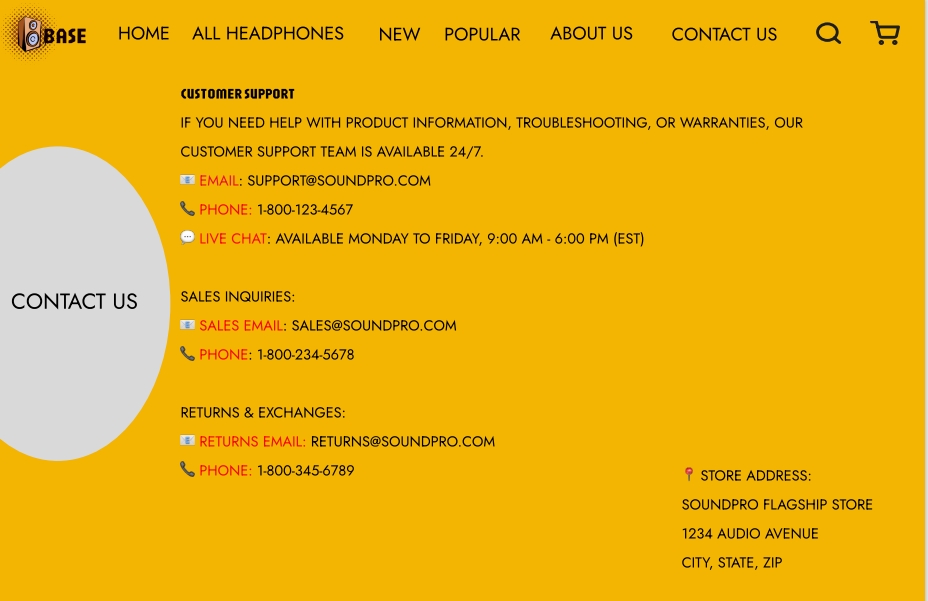 BASE
HOME ALL HEADPHONES NEW POPULAR ABOUT US CONTACT US
CUSTOMER SUPPORT
IF YOU NEED HELP WITH PRODUCT INFORMATION, TROUBLESHOOTING, OR WARRANTIES, OUR
CUSTOMER SUPPORT TEAM IS AVAILABLE 24/7.
📧 EMAIL: SUPPORT@SOUNDPRO.COM
📞 PHONE: 1-800-123-4567
💬 LIVE CHAT: AVAILABLE MONDAY TO FRIDAY, 9:00 AM - 6:00 PM (EST)
CONTACT US
SALES INQUIRIES:
📧 SALES EMAIL: SALES@SOUNDPRO.COM
📞 PHONE: 1-800-234-5678
RETURNS & EXCHANGES:
📧 RETURNS EMAIL: RETURNS@SOUNDPRO.COM
📞 PHONE: 1-800-345-6789
📍 STORE ADDRESS:
SOUNDPRO FLAGSHIP STORE
1234 AUDIO AVENUE
CITY, STATE, ZIP